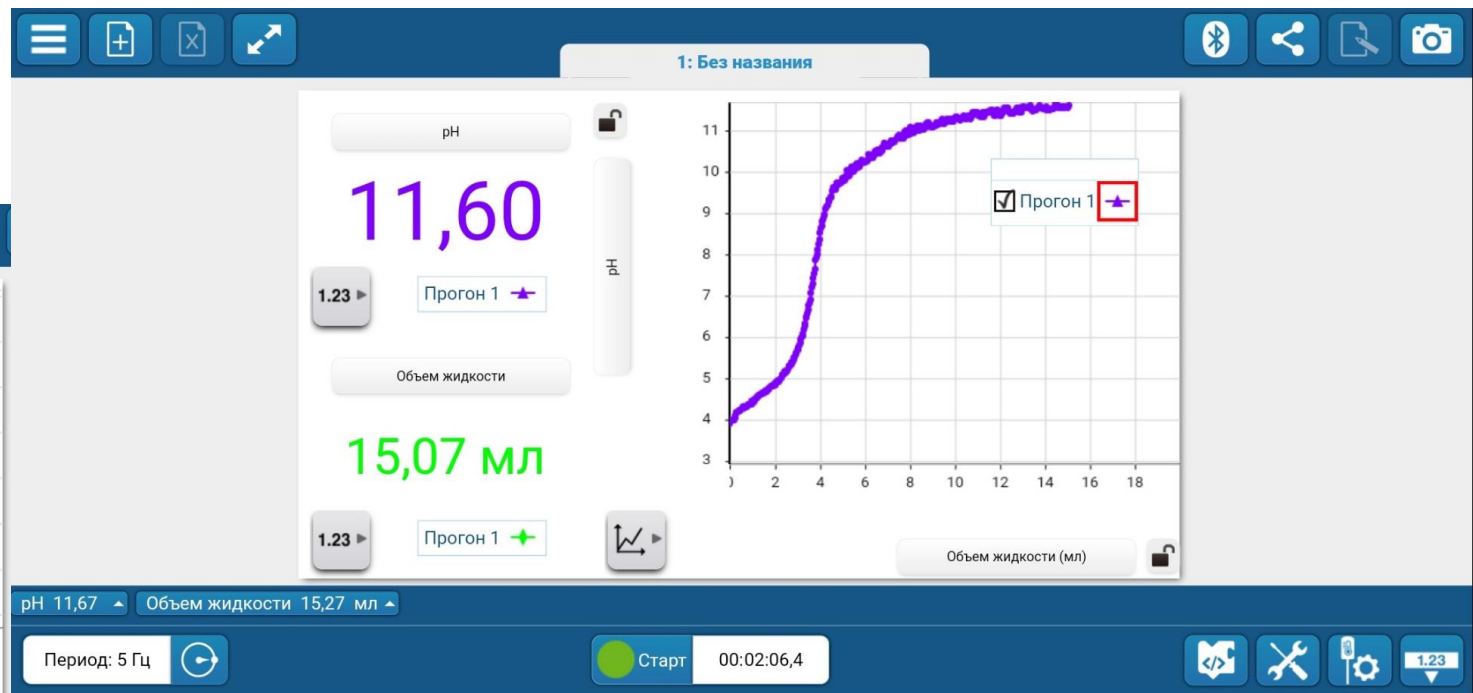 1: Без названия
pH
11,60
1.23
Прогон 1
Объем жидкости
15,07 мл
1.23
Прогон 1
pH
11
10
9
8
7
6
5
4
3
2 4 6 8 10 12 14 16 18
Прогон 1
Объем жидкости (мл)
pH 11,67 Объем жидкости 15,27 мл
Период: 5 Гц
Старт 00:02:06,4
1.23